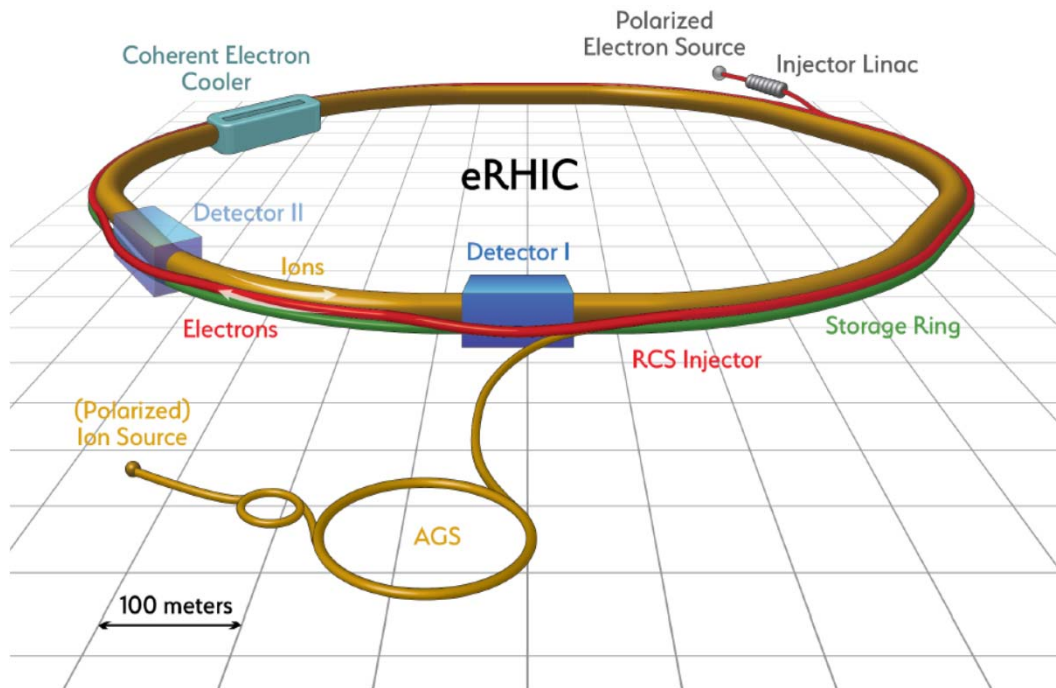 Polarized
Electron Source
Injector Linac
Coherent Electron
Cooler
eRHIC
Detector II
Detector I
Ions
Electrons
Storage Ring
RCS Injector
(Polarized)
Ion Source
AGS
100 meters